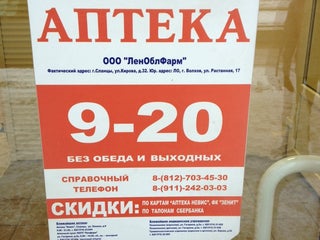 АПТЕКА
ООО "ЛенОблФарм"
Фактический адрес: г.Сланцы, ул.Кирова, д.32. Юр. адрес: ЛО, г. Волхов, ул. Расстанная, 17
9-20
БЕЗ ОБЕДА И ВЫХОДНЫХ
СПРАВОЧНЫЙ 8-(812)-703-45-30
ТЕЛЕФОН 8-(911)-242-03-03
СКИДКИ: ПО КАРТАМ "АПТЕКА-НЕВИС", ФК "ЗЕНИТ"
ПО ТАЛОНАМ СБЕРБАНКА